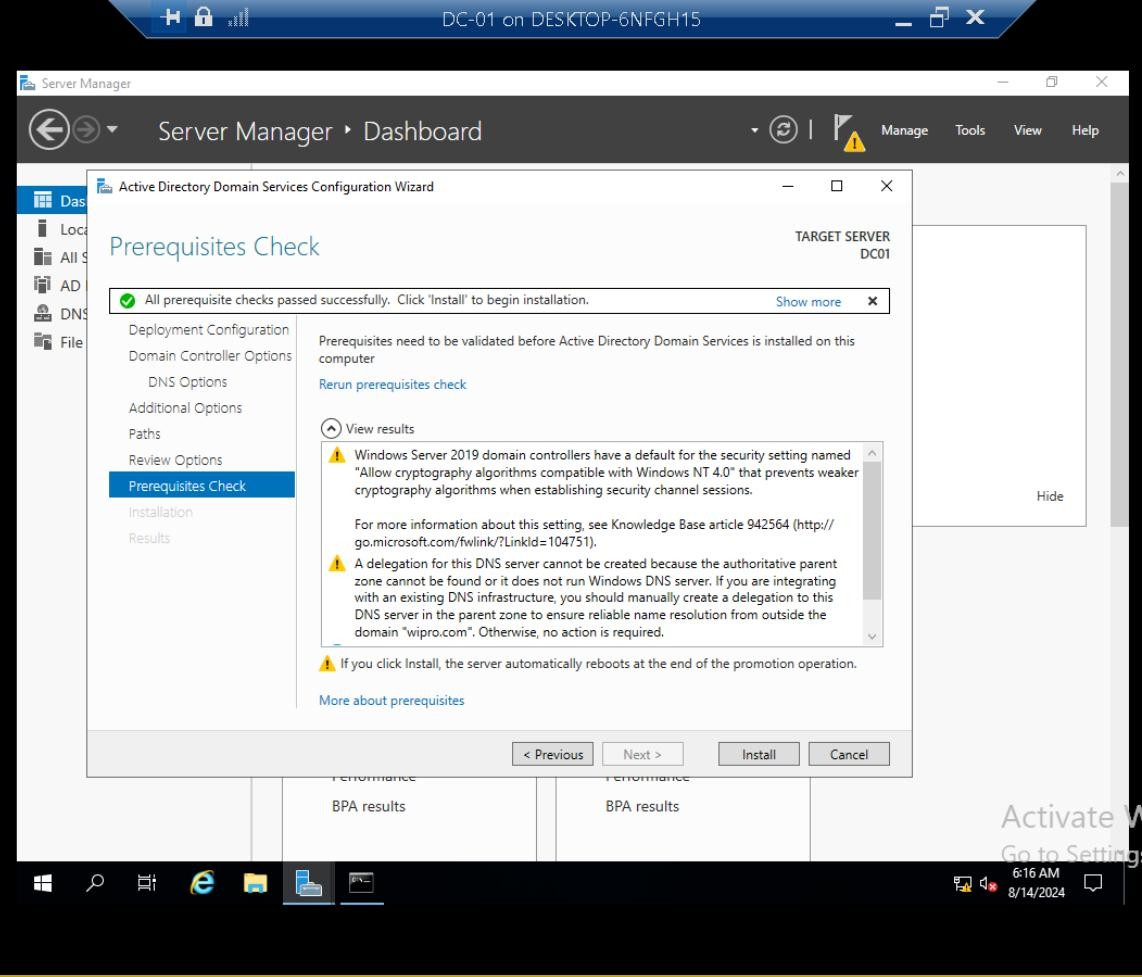 DC-01 on DESKTOP-6NFGH15
Server Manager
Server Manager ‣ Dashboard
Manage Tools View Help
Active Directory Domain Services Configuration Wizard
Prerequisites Check
TARGET SERVER
DC01
All prerequisite checks passed successfully. Click 'Install' to begin installation.
Show more
Deployment Configuration
Domain Controller Options
DNS Options
Additional Options
Paths
Review Options
Prerequisites Check
Installation
Results
Prerequisites need to be validated before Active Directory Domain Services is installed on this
computer
Rerun prerequisites check
View results
Windows Server 2019 domain controllers have a default for the security setting named
"Allow cryptography algorithms compatible with Windows NT 4.0" that prevents weaker
cryptography algorithms when establishing security channel sessions.
For more information about this setting, see Knowledge Base article 942564 (http://
go.microsoft.com/fwlink/?LinkId=104751).
A delegation for this DNS server cannot be created because the authoritative parent
zone cannot be found or it does not run Windows DNS server. If you are integrating
with an existing DNS infrastructure, you should manually create a delegation to this
DNS server in the parent zone to ensure reliable name resolution from outside the
domain "wipro.com". Otherwise, no action is required.
If you click Install, the server automatically reboots at the end of the promotion operation.
More about prerequisites
< Previous
Next >
Install
Cancel
Das
Loca
All S
AD
DNS
File
Hide
Performance
BPA results
Performance
BPA results
Activate W
Go to Settings
6:16 AM
8/14/2024